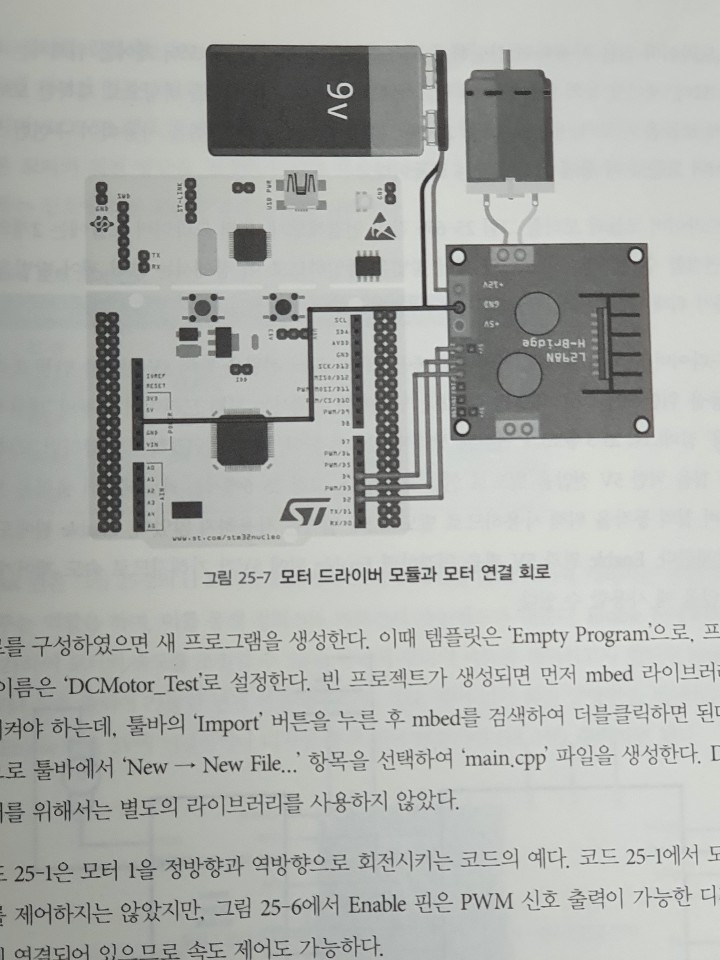 9v
GND
SWD
TX
RX
ST-LINK
USB PWR
GND
+12V
GND
+5V
L298N
H-Bridge
IOREF
RESET
3V3
5V
GND
VIN
POWER
A0
A1
A2
A3
A4
A5
AIN
SCL
SDA
AVDD
GND
SCK/D13
MISO/D12
PWM/MOSI/D11
PWM/CS/D10
PWM/D9
D8
D7
PWM/D6
PWM/D5
D4
PWM/D3
D2
TX/D1
RX/D0
ST
www.st.com/stm32nucleo
그림 25-7 모터 드라이버 모듈과 모터 연결 회로
를 구성하였으면 새 프로그램을 생성한다. 이때 템플릿은 ‘Empty Program’으로, 프
이름은 ‘DCMotor_Test’로 설정한다. 빈 프로젝트가 생성되면 먼저 mbed 라이브러리
켜야 하는데, 툴바의 ‘Import’ 버튼을 누른 후 mbed를 검색하여 더블클릭하면 된다
으로 툴바에서 ‘New → New File...’ 항목을 선택하여 ‘main.cpp’ 파일을 생성한다. D
를 위해서는 별도의 라이브러리를 사용하지 않았다.
드 25-1은 모터 1을 정방향과 역방향으로 회전시키는 코드의 예다. 코드 25-1에서 모
를 제어하지는 않았지만, 그림 25-6에서 Enable 핀은 PWM 신호 출력이 가능한 디
연결되어 있으므로 속도 제어도 가능하다.